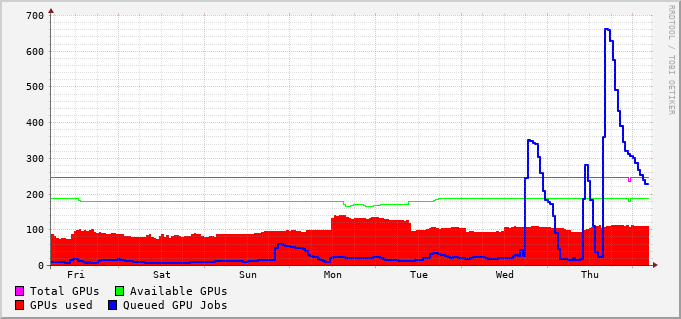 700
600
500
400
300
200
100
0
Fri Sat Sun Mon Tue Wed Thu
Total GPUs Available GPUs
GPUs used Queued GPU Jobs
RRDTOOL / TOBI OETIKER